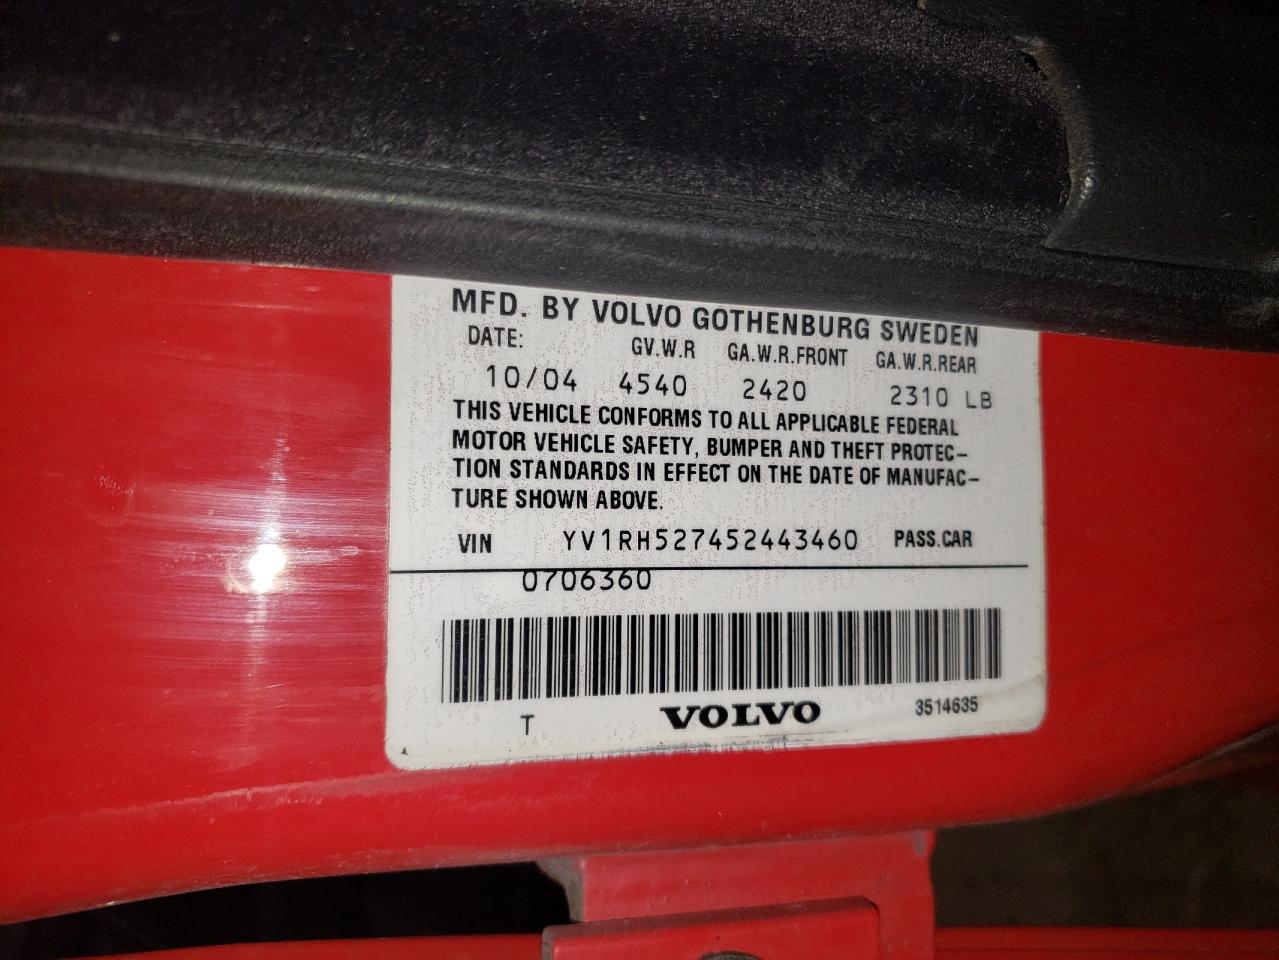 MFD. BY VOLVO GOTHENBURG SWEDEN
DATE: GV.W.R GA.W.R.FRONT GA.W.R.REAR
10/04 4540 2420 2310 LB
THIS VEHICLE CONFORMS TO ALL APPLICABLE FEDERAL
MOTOR VEHICLE SAFETY, BUMPER AND THEFT PROTEC-
TION STANDARDS IN EFFECT ON THE DATE OF MANUFAC-
TURE SHOWN ABOVE.
VIN YV1RH527452443460 PASS.CAR
0706360
T VOLVO 3514635